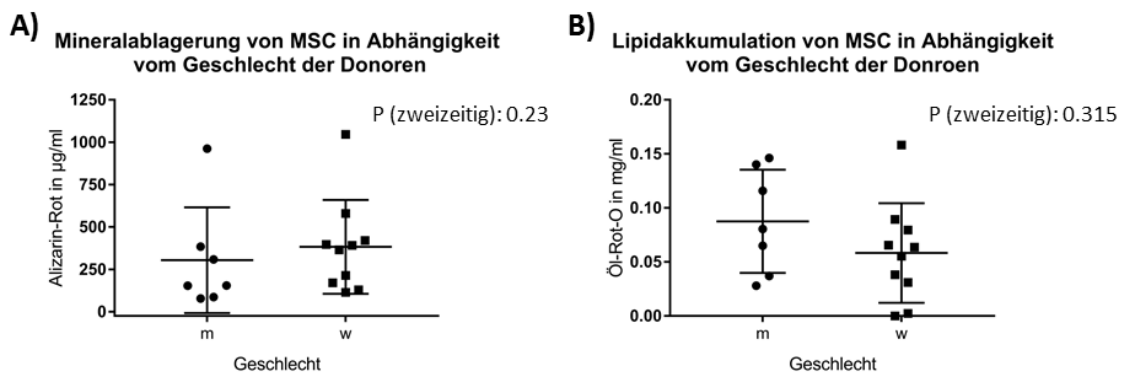 A)
Mineralablagerung von MSC in Abhängigkeit
vom Geschlecht der Donoren
P (zweizeitig): 0.23
Alizarin-Rot in µg/ml
1250
1000
750
500
250
0
m
w
Geschlecht
B)
Lipidakkumulation von MSC in Abhängigkeit
vom Geschlecht der Donroen
P (zweizeitig): 0.315
Öl-Rot-O in mg/ml
0.20
0.15
0.10
0.05
0.00
m
w
Geschlecht